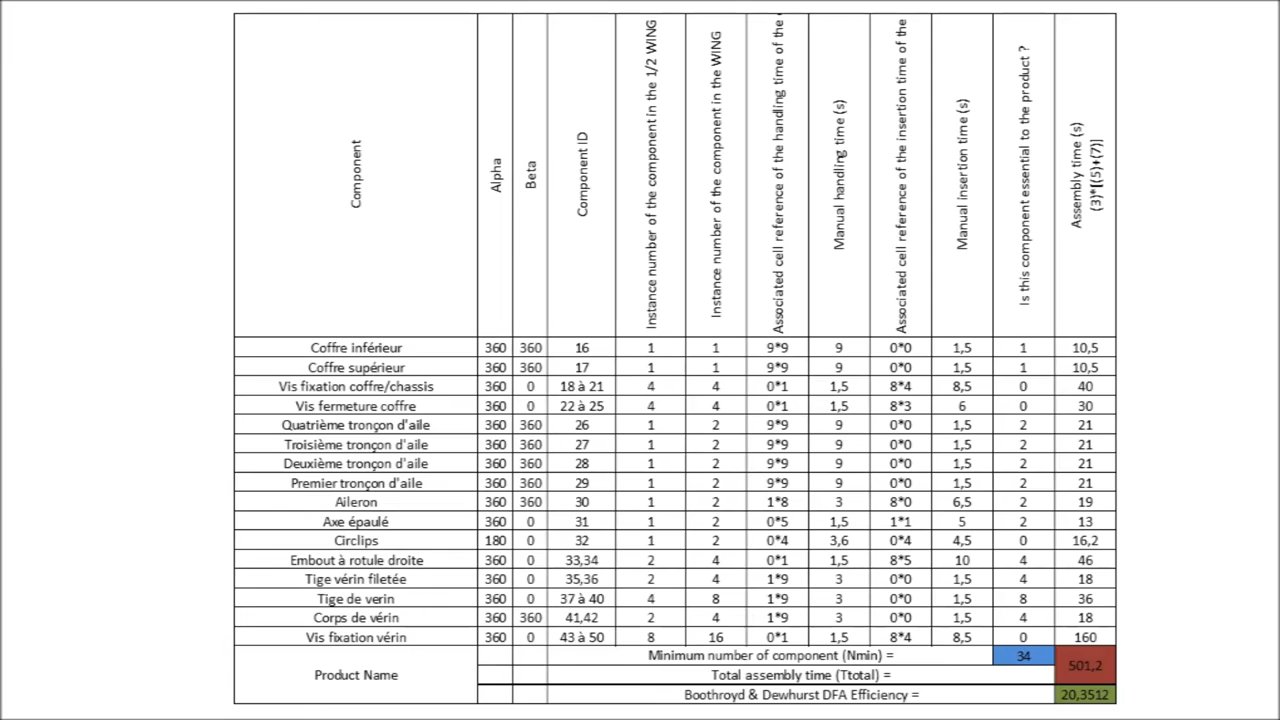 Component Alpha Beta Component ID Instance number of the component in the 1/2 WING Instance number of the component in the WING Associated cell reference of the handling time of the Manual handling time (s) Associated cell reference of the insertion time of the Manual insertion time (s) Is this component essential to the product ? Assembly time (s) (3)*[(5)+(7)]
Coffre inférieur 360 360 16 1 1 9*9 9 0*0 1,5 1 10,5
Coffre supérieur 360 360 17 1 1 9*9 9 0*0 1,5 1 10,5
Vis fixation coffre/chassis 360 0 18 à 21 4 4 0*1 1,5 8*4 8,5 0 40
Vis fermeture coffre 360 0 22 à 25 4 4 0*1 1,5 8*3 6 0 30
Quatrième tronçon d'aile 360 360 26 1 2 9*9 9 0*0 1,5 2 21
Troisième tronçon d'aile 360 360 27 1 2 9*9 9 0*0 1,5 2 21
Deuxième tronçon d'aile 360 360 28 1 2 9*9 9 0*0 1,5 2 21
Premier tronçon d'aile 360 360 29 1 2 9*9 9 0*0 1,5 2 21
Aileron 360 360 30 1 2 1*8 3 8*0 6,5 2 19
Axe épaulé 360 0 31 1 2 0*5 1,5 1*1 5 2 13
Circlips 180 0 32 1 2 0*4 3,6 0*4 4,5 0 16,2
Embout à rotule droite 360 0 33,34 2 4 0*1 1,5 8*5 10 4 46
Tige vérin filetée 360 0 35,36 2 4 1*9 3 0*0 1,5 4 18
Tige de verin 360 0 37 à 40 4 8 1*9 3 0*0 1,5 8 36
Corps de vérin 360 360 41,42 2 4 1*9 3 0*0 1,5 4 18
Vis fixation vérin 360 0 43 à 50 8 16 0*1 1,5 8*4 8,5 0 160
Product Name
Minimum number of component (Nmin) = 34
Total assembly time (Ttotal) = 501,2
Boothroyd & Dewhurst DFA Efficiency = 20,3512